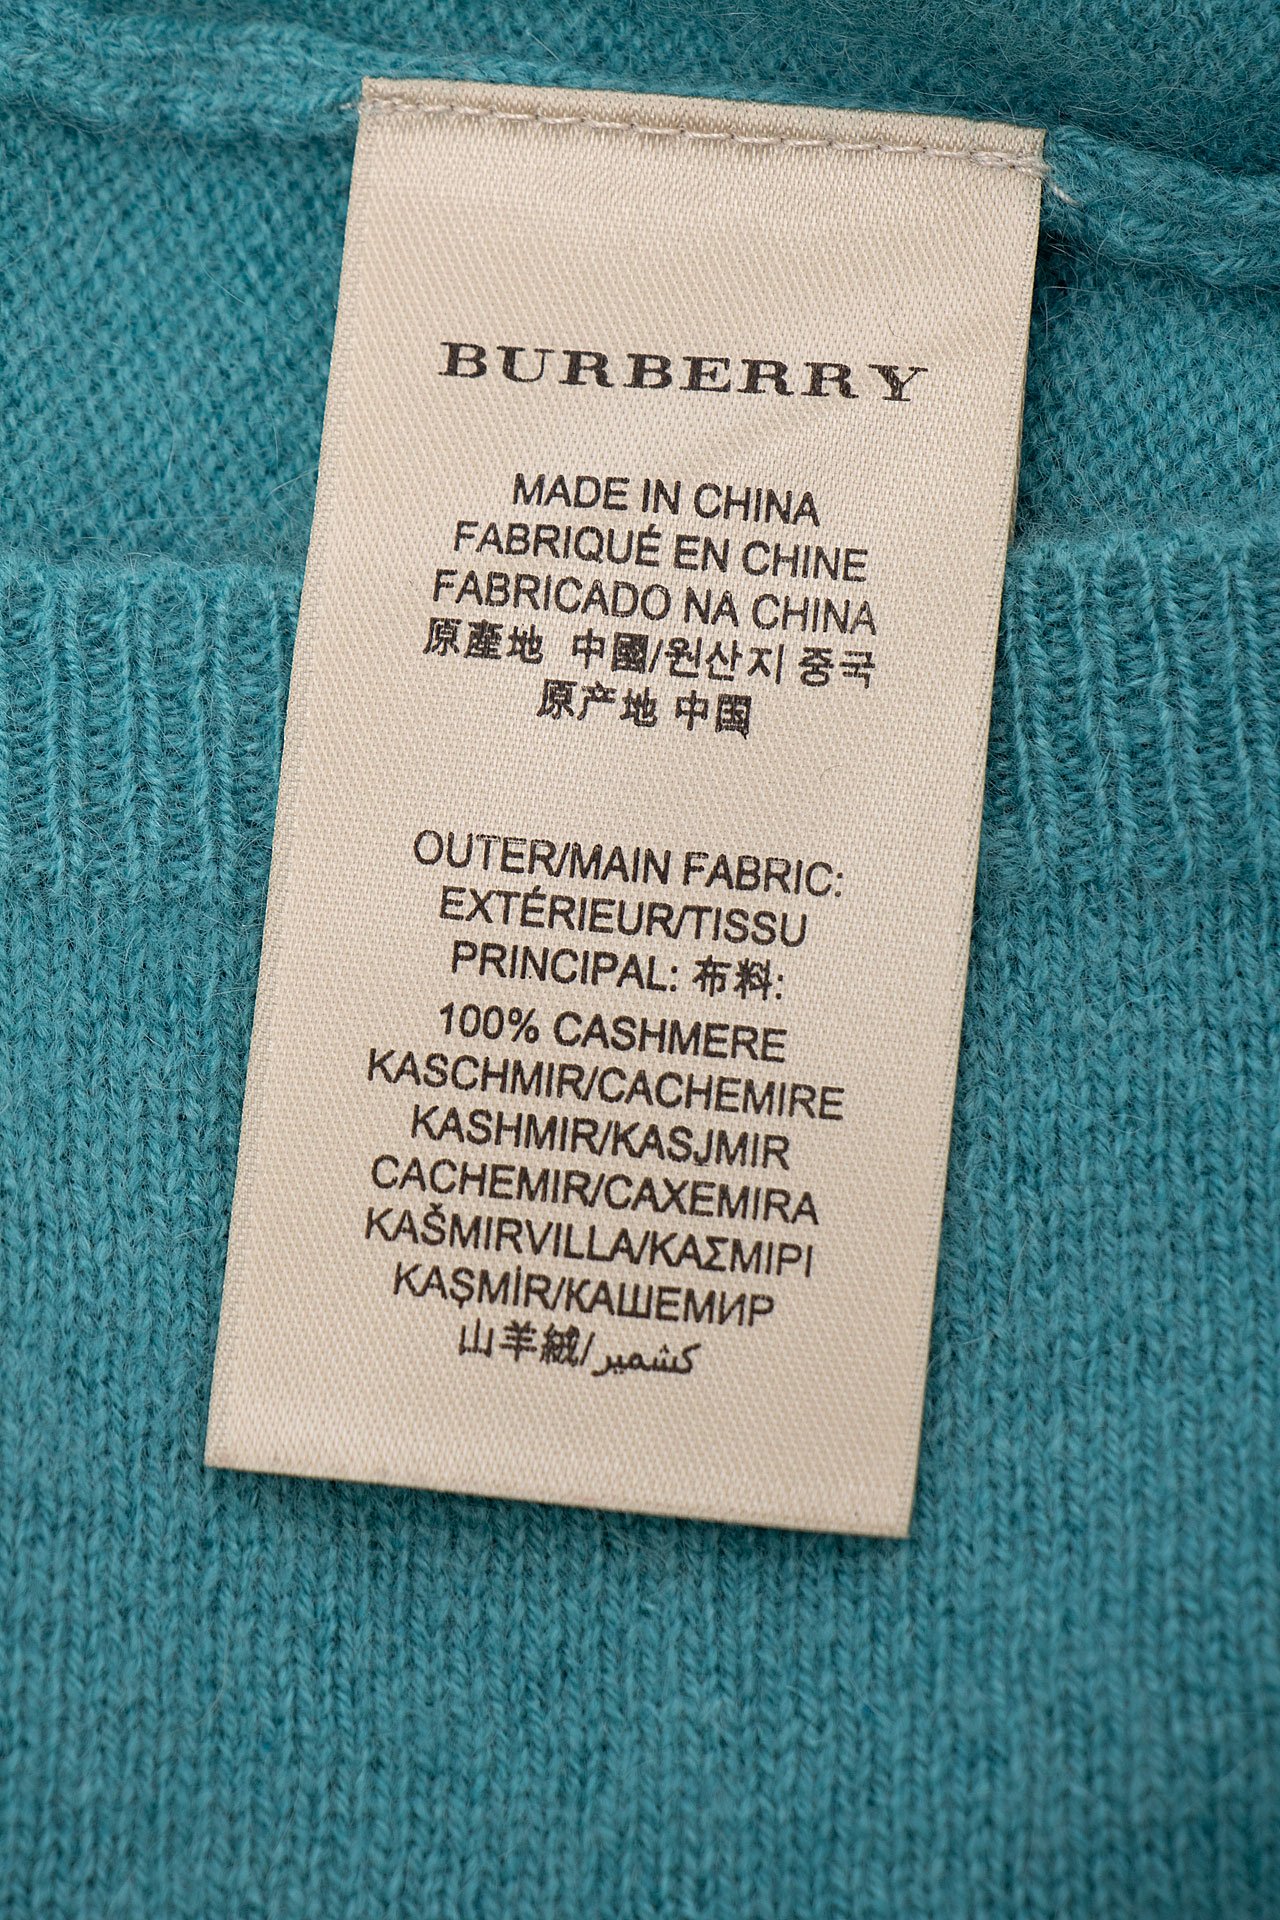 BURBERRY
MADE IN CHINA
FABRIQUÉ EN CHINE
FABRICADO NA CHINA
原產地 中國/원산지 중국
原产地 中国
OUTER/MAIN FABRIC:
EXTÉRIEUR/TISSU
PRINCIPAL: 布料:
100% CASHMERE
KASCHMIR/CACHEMIRE
KASHMIR/KASJMIR
CACHEMIR/CAXEMIRA
KAŠMIRVILLA/ΚΑΣΜΙΡΙ
KAŞMİR/КАШЕМИР
山羊絨/كشمير